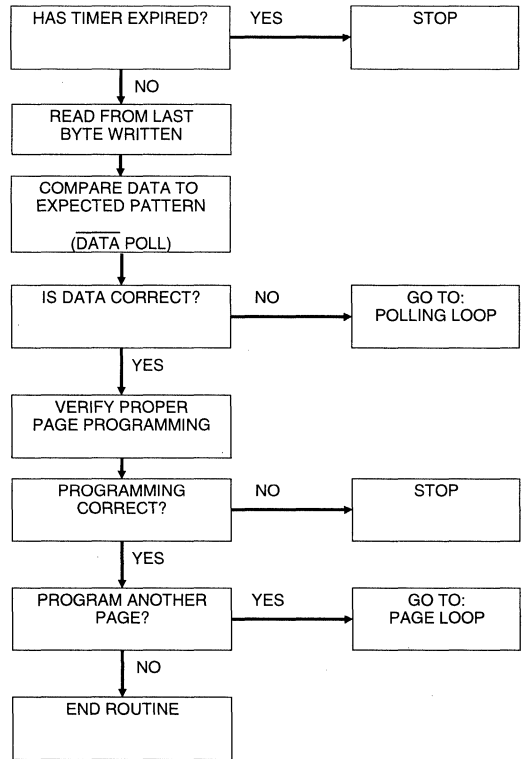 HAS TIMER EXPIRED?
YES
STOP
NO
READ FROM LAST
BYTE WRITTEN
COMPARE DATA TO
EXPECTED PATTERN
(DATA POLL)
IS DATA CORRECT?
NO
GO TO:
POLLING LOOP
YES
VERIFY PROPER
PAGE PROGRAMMING
PROGRAMMING
CORRECT?
NO
STOP
YES
PROGRAM ANOTHER
PAGE?
YES
GO TO:
PAGE LOOP
NO
END ROUTINE